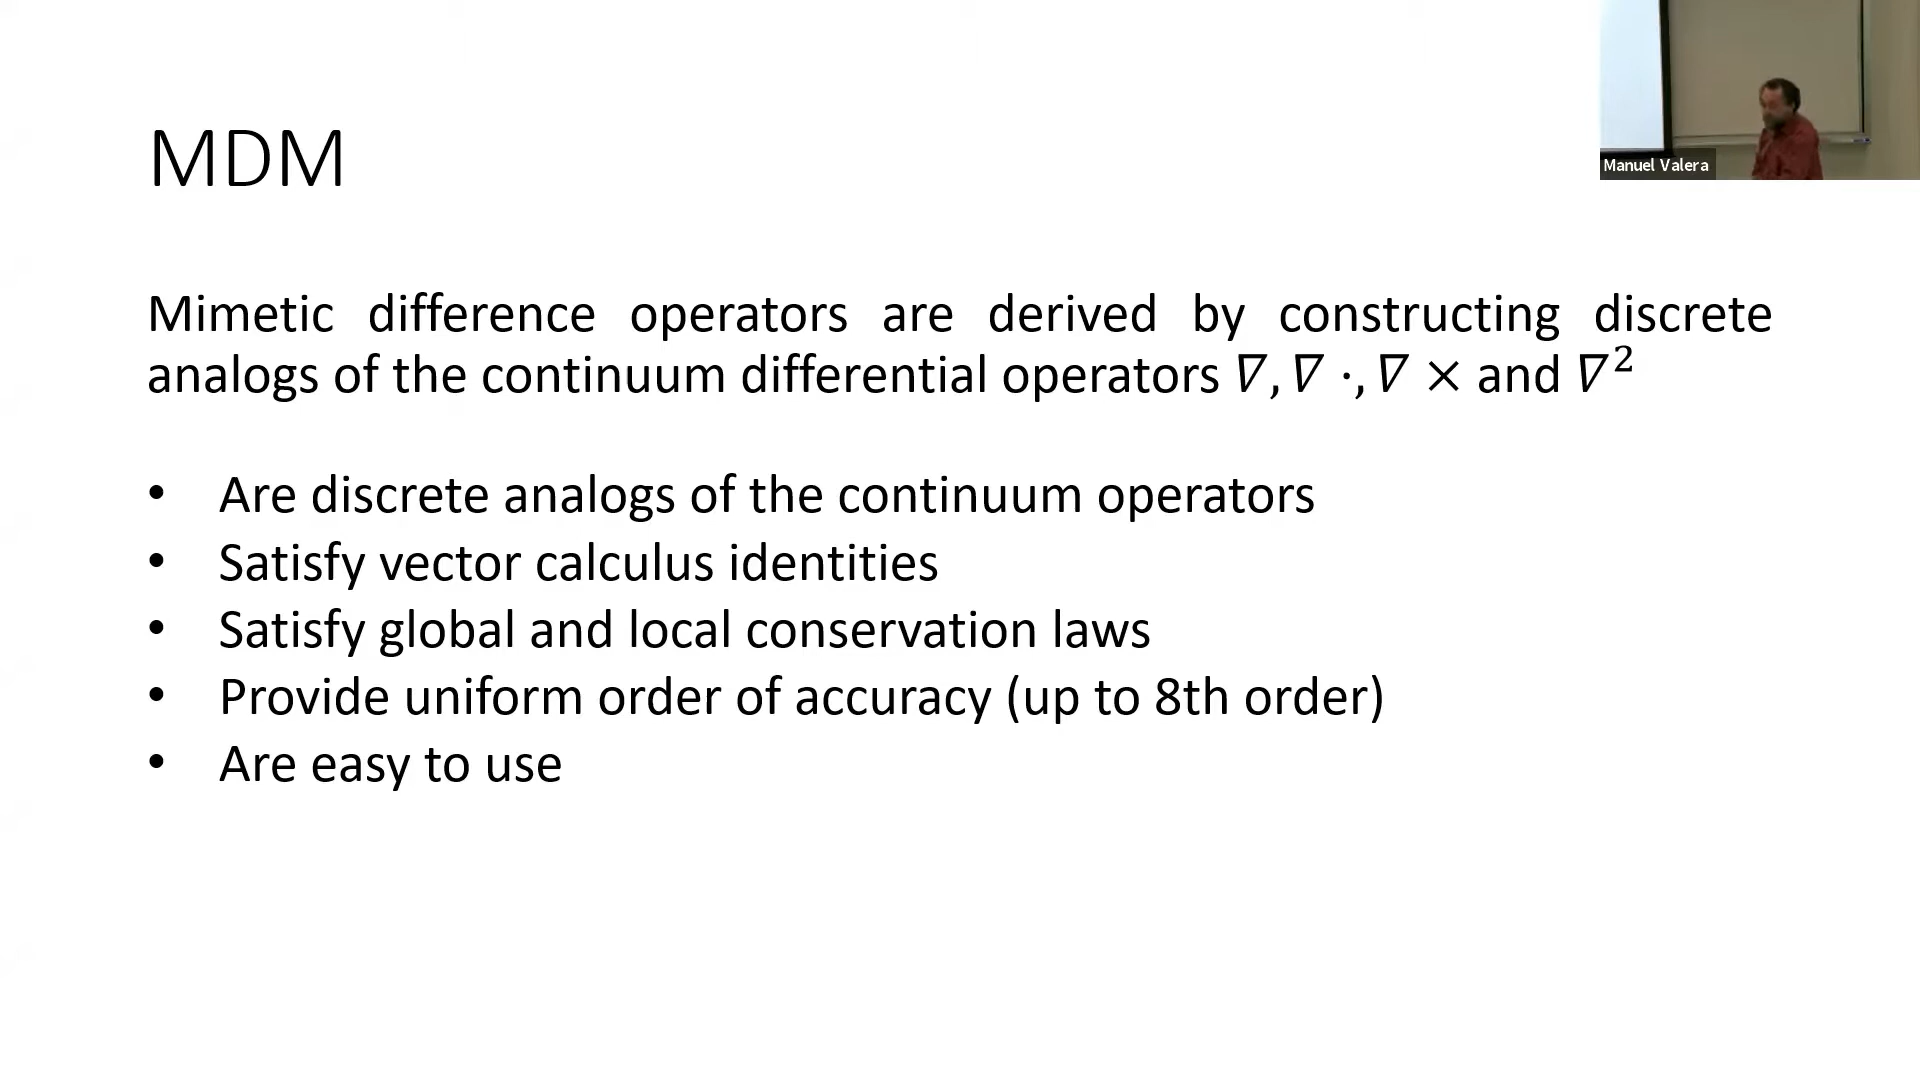 MDM
Manuel Valera
Mimetic difference operators are derived by constructing discrete
analogs of the continuum differential operators ∇, ∇ ·, ∇ × and ∇²
• Are discrete analogs of the continuum operators
• Satisfy vector calculus identities
• Satisfy global and local conservation laws
• Provide uniform order of accuracy (up to 8th order)
• Are easy to use